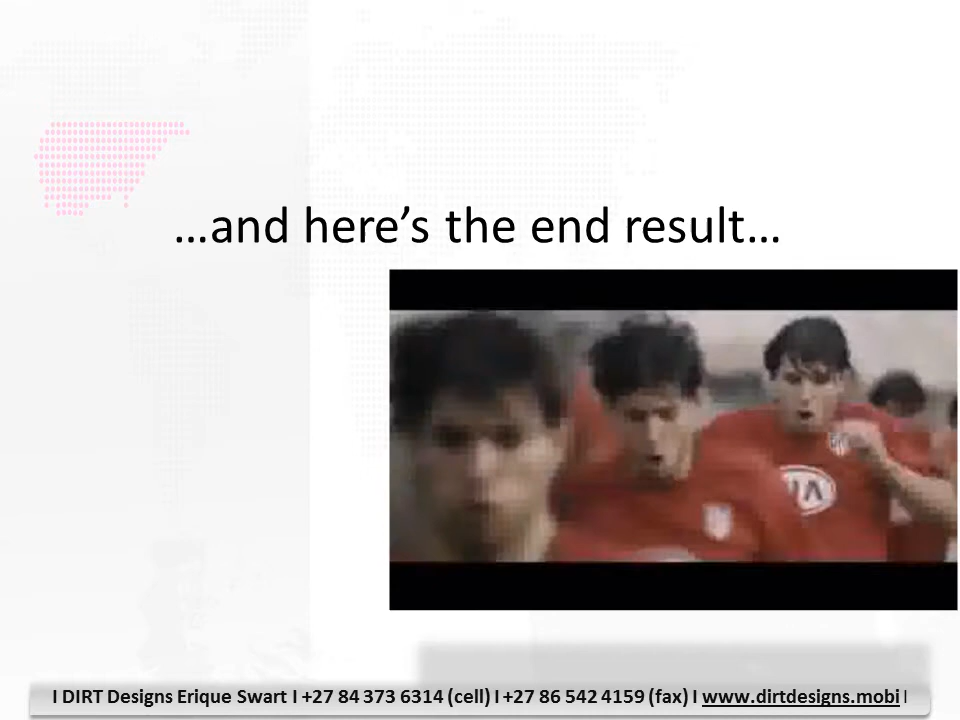 …and here’s the end result…
I DIRT Designs Erique Swart I +27 84 373 6314 (cell) I +27 86 542 4159 (fax) I www.dirtdesigns.mobi I